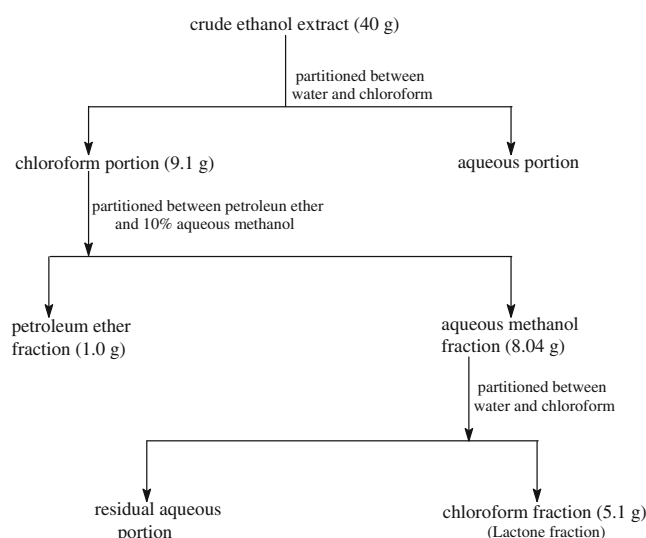 crude ethanol extract (40 g)
partitioned between
water and chloroform
chloroform portion (9.1 g)
aqueous portion
partitioned between petroleun ether
and 10% aqueous methanol
petroleum ether
fraction (1.0 g)
aqueous methanol
fraction (8.04 g)
partitioned between
water and chloroform
residual aqueous
portion
chloroform fraction (5.1 g)
(Lactone fraction)